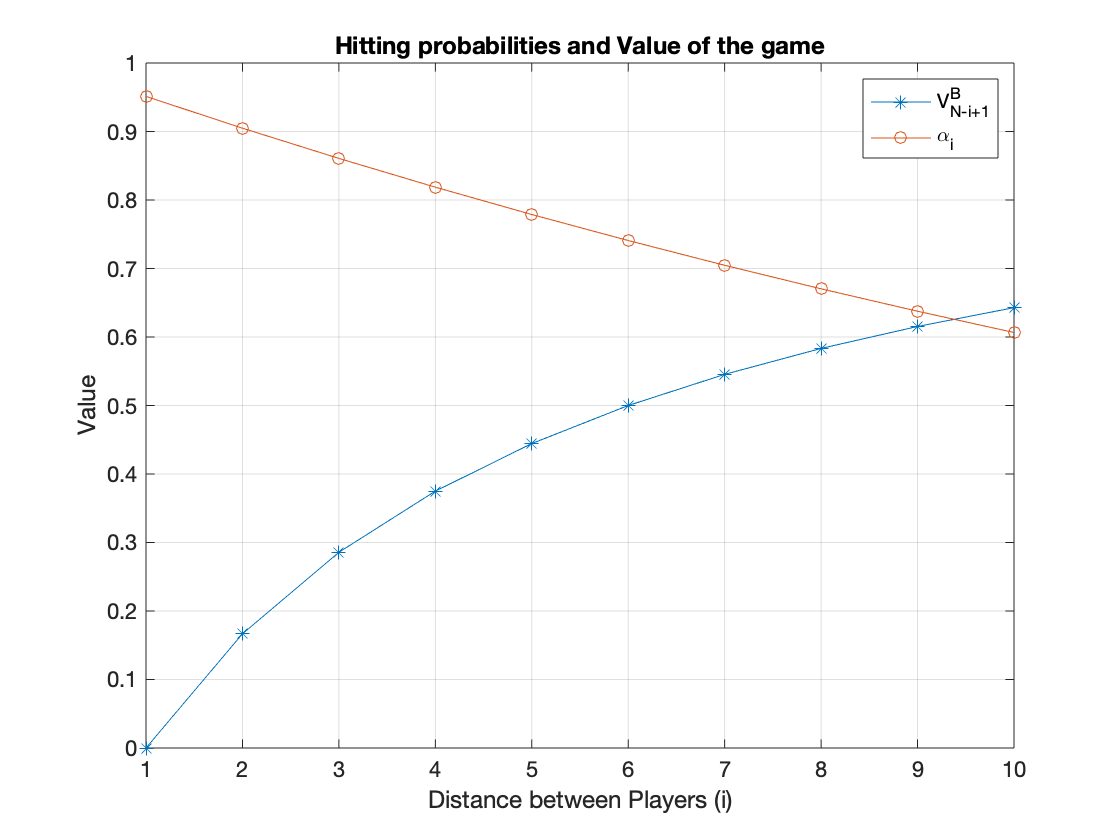 Hitting probabilities and Value of the game
V^B_{N-i+1}
α_i
1
0.9
0.8
0.7
0.6
0.5
0.4
0.3
0.2
0.1
0
Value
1 2 3 4 5 6 7 8 9 10
Distance between Players (i)